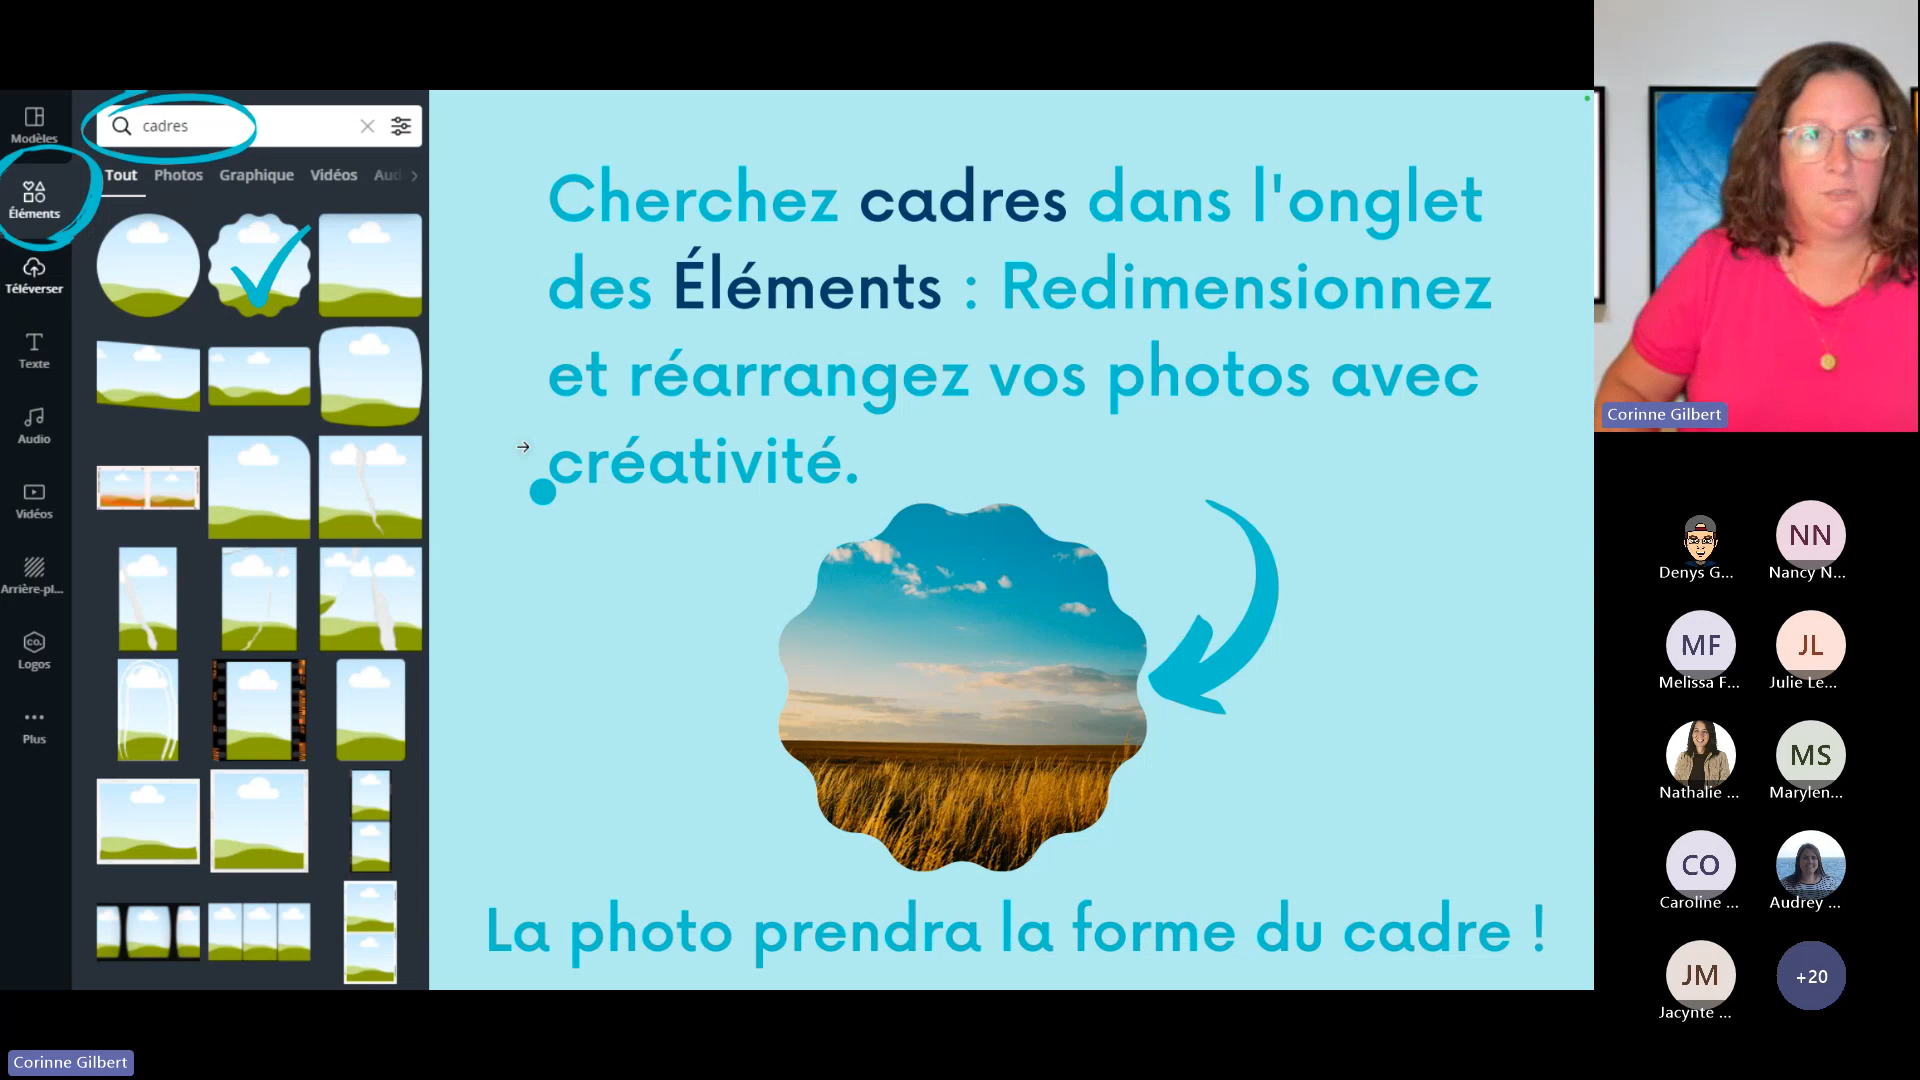 Modèles
Éléments
Téléverser
Texte
Audio
Vidéos
Arrière-pl...
Logos
Plus
CO.
cadres
Tout Photos Graphique Vidéos Aud
Cherchez cadres dans l'onglet
des Éléments : Redimensionnez
et réarrangez vos photos avec
créativité.
La photo prendra la forme du cadre !
Corinne Gilbert
Denys G...
NN
Nancy N...
MF
Melissa F...
JL
Julie Le...
Nathalie ...
MS
Marylen...
CO
Caroline ...
Audrey ...
JM
Jacynte ...
+20
Corinne Gilbert